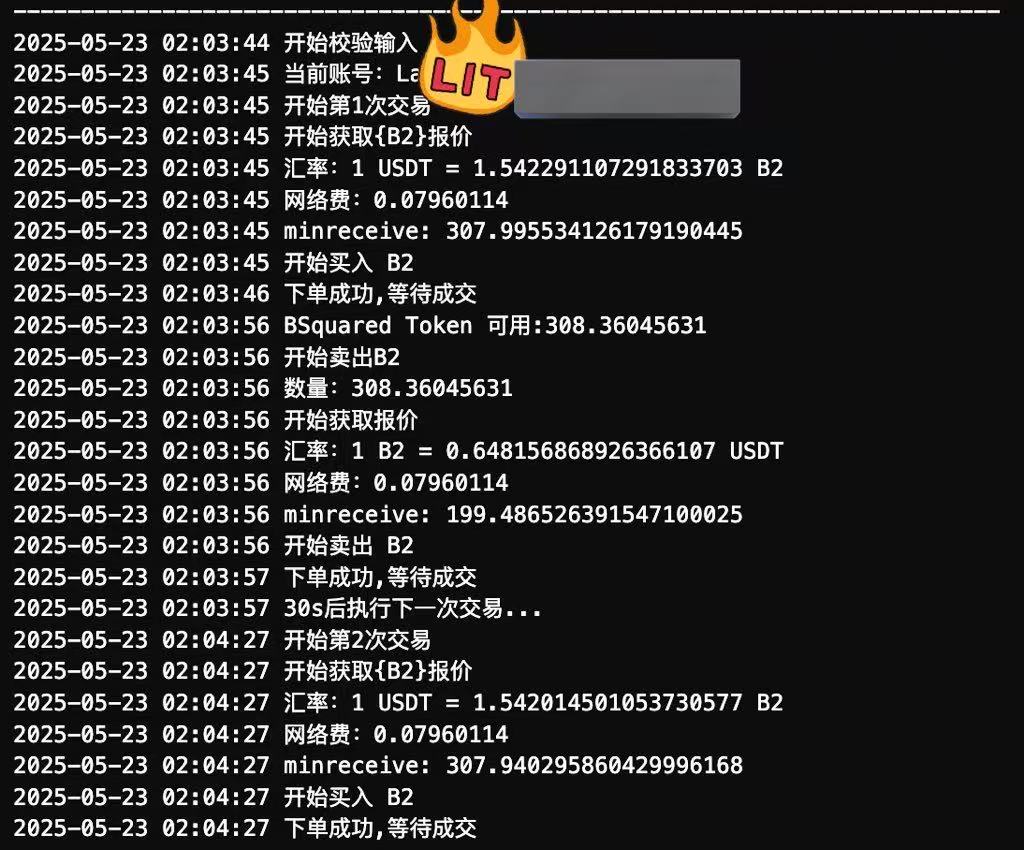 2025-05-23 02:03:44 开始校验输入
2025-05-23 02:03:45 当前账号: La
LIT
2025-05-23 02:03:45 开始第1次交易
2025-05-23 02:03:45 开始获取{B2}报价
2025-05-23 02:03:45 汇率: 1 USDT = 1.542291107291833703 B2
2025-05-23 02:03:45 网络费: 0.07960114
2025-05-23 02:03:45 minreceive: 307.995534126179190445
2025-05-23 02:03:45 开始买入 B2
2025-05-23 02:03:46 下单成功,等待成交
2025-05-23 02:03:56 BSquared Token 可用:308.36045631
2025-05-23 02:03:56 开始卖出B2
2025-05-23 02:03:56 数量: 308.36045631
2025-05-23 02:03:56 开始获取报价
2025-05-23 02:03:56 汇率: 1 B2 = 0.648156868926366107 USDT
2025-05-23 02:03:56 网络费: 0.07960114
2025-05-23 02:03:56 minreceive: 199.486526391547100025
2025-05-23 02:03:56 开始卖出 B2
2025-05-23 02:03:57 下单成功,等待成交
2025-05-23 02:03:57 30s后执行下一次交易...
2025-05-23 02:04:27 开始第2次交易
2025-05-23 02:04:27 开始获取{B2}报价
2025-05-23 02:04:27 汇率: 1 USDT = 1.542014501053730577 B2
2025-05-23 02:04:27 网络费: 0.07960114
2025-05-23 02:04:27 minreceive: 307.940295860429996168
2025-05-23 02:04:27 开始买入 B2
2025-05-23 02:04:27 下单成功,等待成交